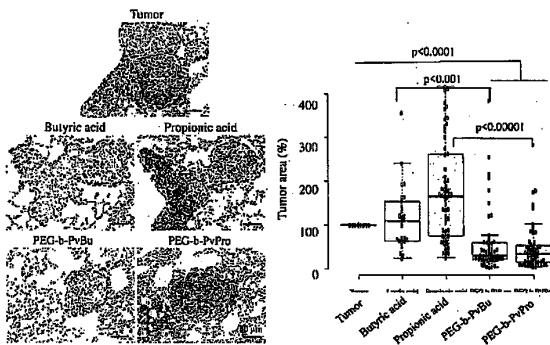 Tumor
Butyric acid
Propionic acid
PEG-b-PvBu
PEG-b-PvPro
p<0.0001
p<0.001
p<0.00001
Tumor area (%)
400
300
200
100
0
Tumor
Butyric acid
Propionic acid
PEG-b-PvBu
PEG-b-PvPro